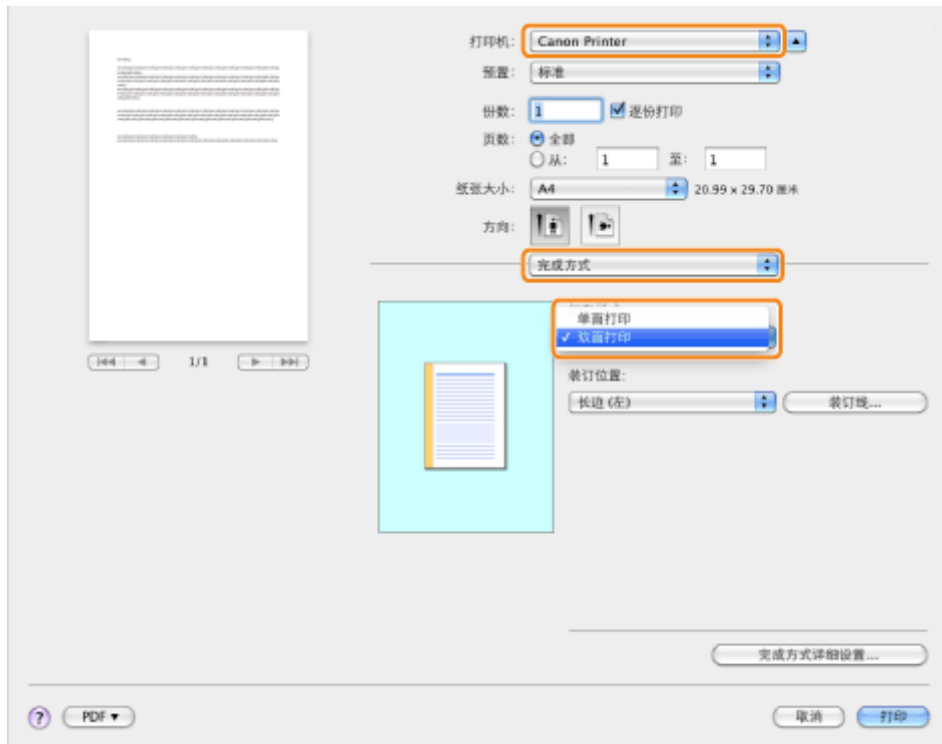 打印机: Canon Printer
预置: 标准
份数: 1 逐份打印
页数: 全部
从: 1 至: 1
纸张大小: A4 20.99 x 29.70 厘米
方向:
完成方式
单面打印
双面打印
1/1
装订位置:
长边 (左) 装订线...
完成方式详细设置...
? PDF 取消 打印